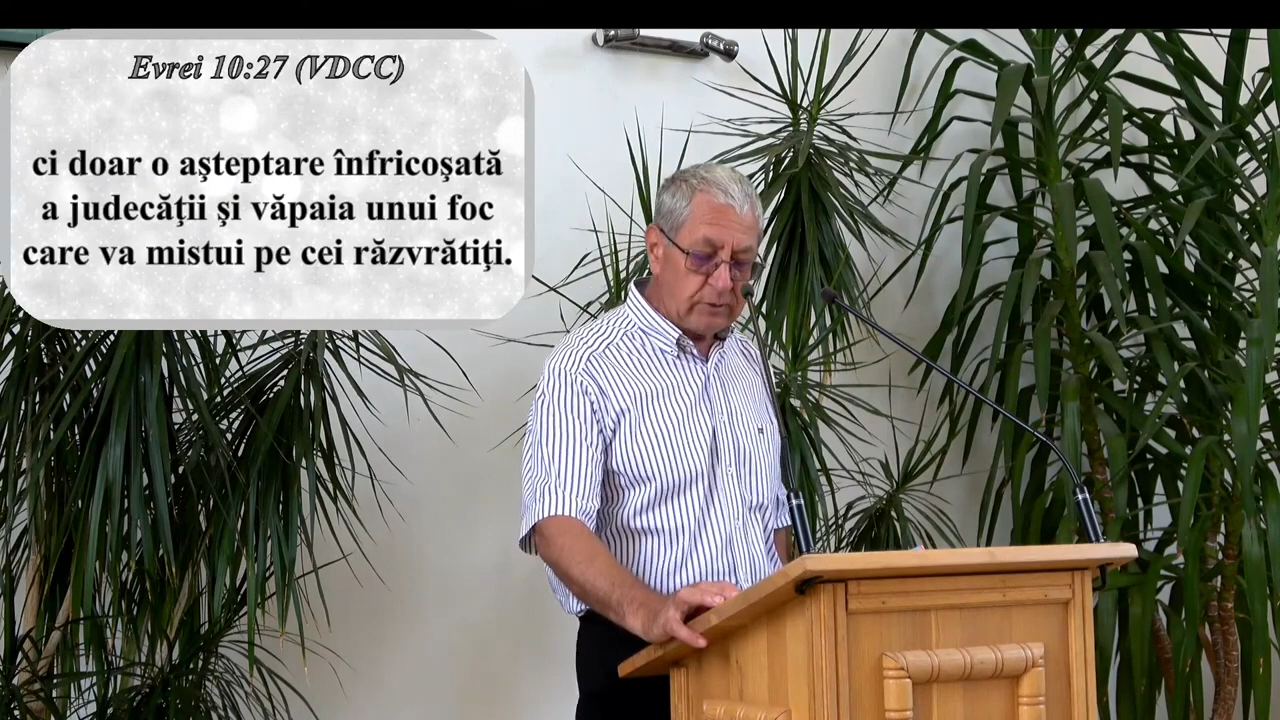 Evrei 10:27 (VDCC)
ci doar o aşteptare înfricoşată
a judecăţii şi văpaia unui foc
care va mistui pe cei răzvrătiţi.